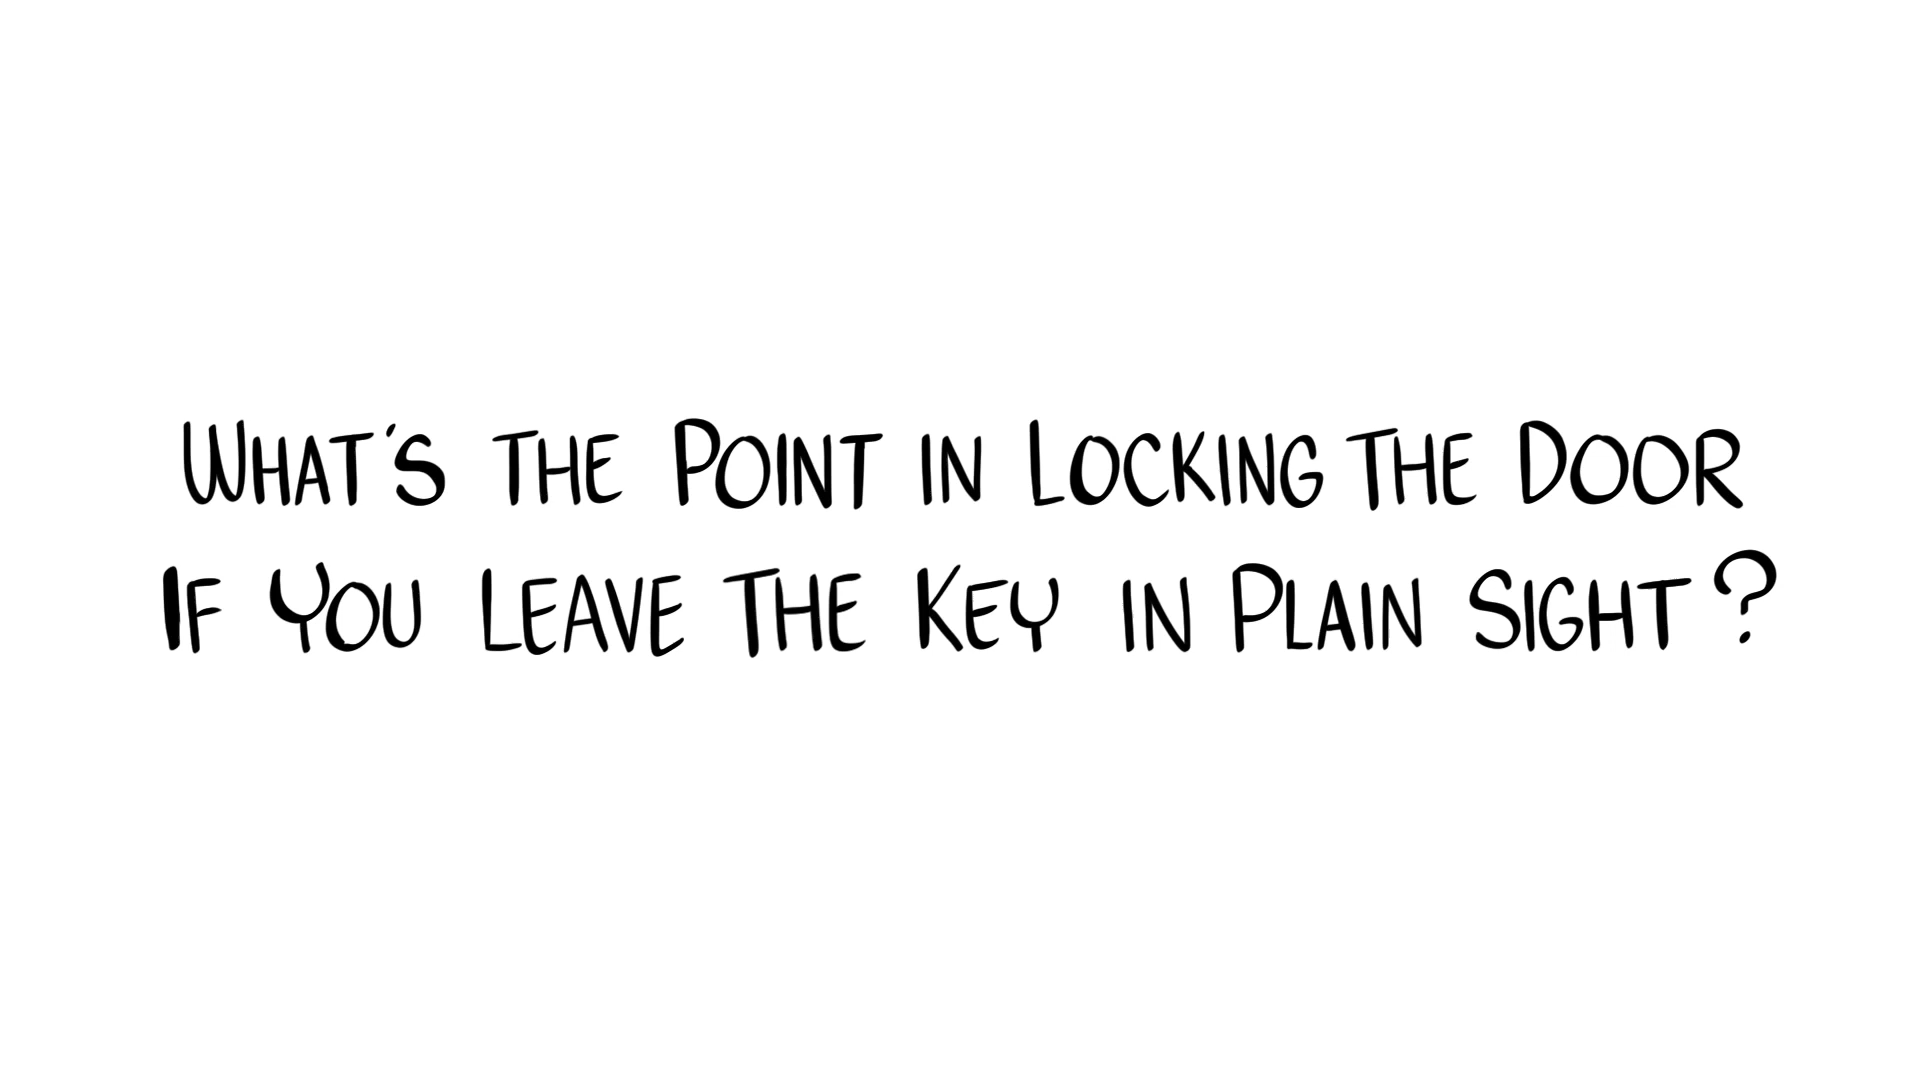 What's the Point in Locking the Door
If You Leave the Key in Plain Sight?